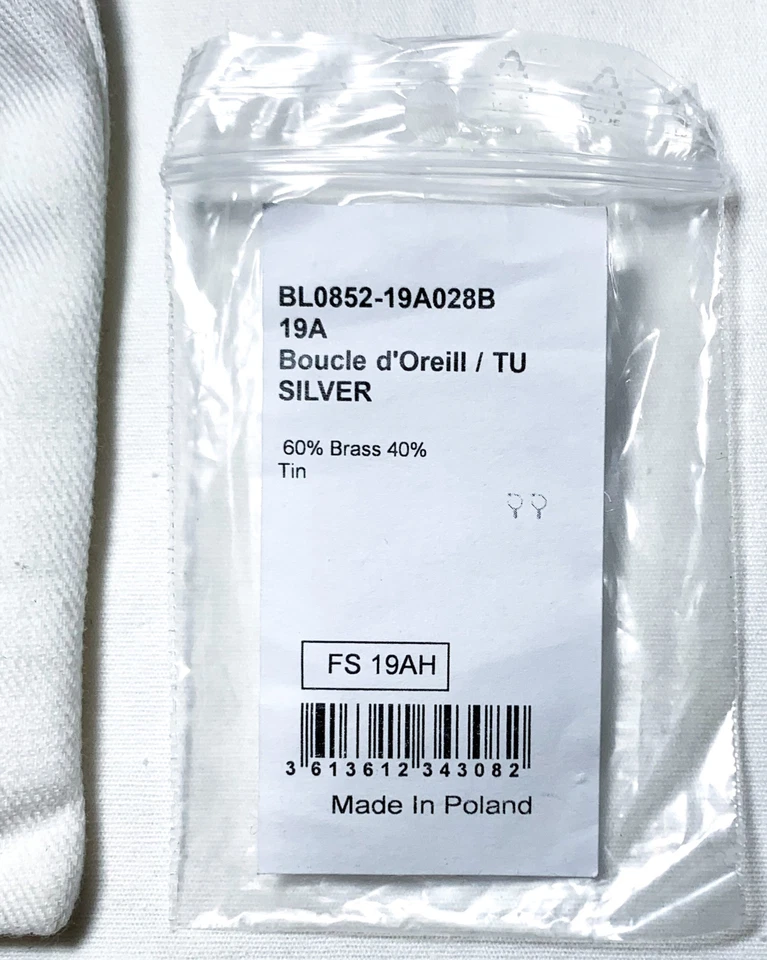 BL0852-19A028B
19A
Boucle d'Oreill / TU
SILVER
60% Brass 40%
Tin
FS 19AH
3 613612 343082
Made In Poland